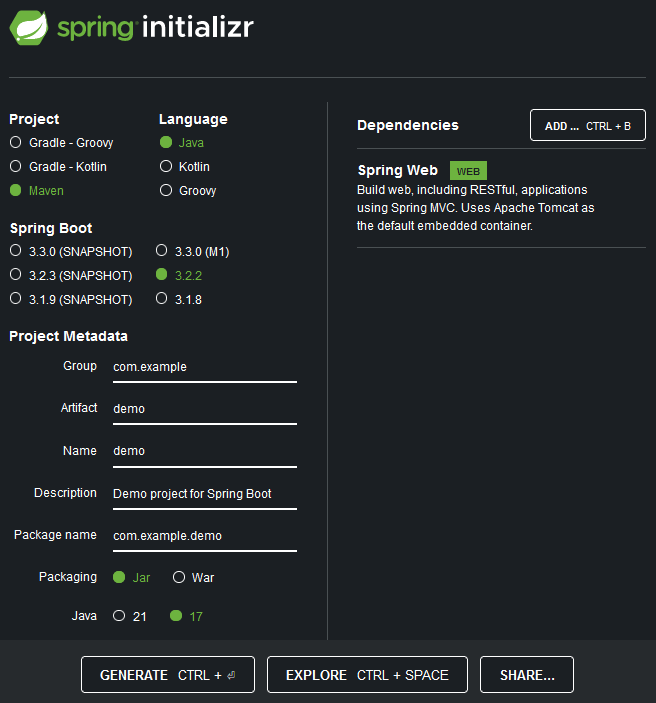 spring initializr
Project
Gradle - Groovy
Gradle - Kotlin
Maven
Language
Java
Kotlin
Groovy
Spring Boot
3.3.0 (SNAPSHOT) 3.3.0 (M1)
3.2.3 (SNAPSHOT) 3.2.2
3.1.9 (SNAPSHOT) 3.1.8
Project Metadata
Group com.example
Artifact demo
Name demo
Description Demo project for Spring Boot
Package name com.example.demo
Packaging Jar War
Java 21 17
Dependencies ADD ... CTRL + B
Spring Web WEB
Build web, including RESTful, applications
using Spring MVC. Uses Apache Tomcat as
the default embedded container.
GENERATE CTRL + ⏎ EXPLORE CTRL + SPACE SHARE...